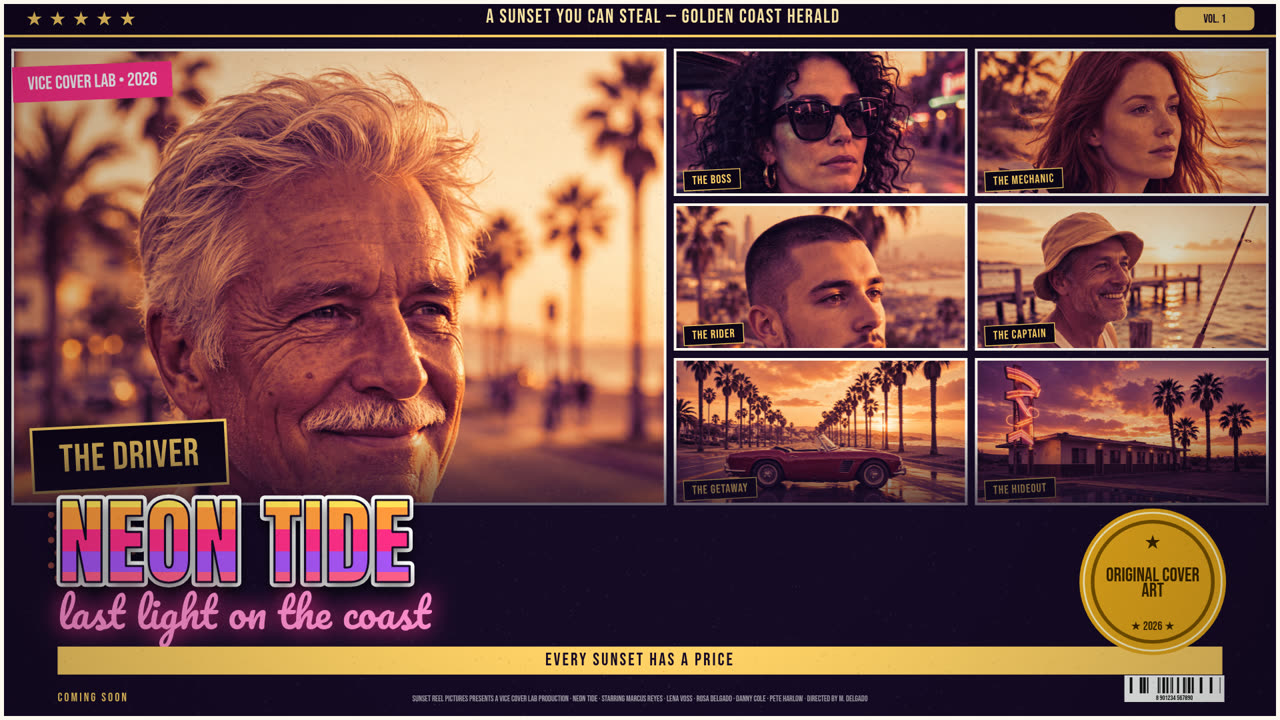 A SUNSET YOU CAN STEAL — GOLDEN COAST HERALD
VOL. 1
VICE COVER LAB • 2026
THE BOSS
THE MECHANIC
THE RIDER
THE CAPTAIN
THE DRIVER
THE GETAWAY
THE HIDEOUT
NEON TIDE
last light on the coast
ORIGINAL COVER
ART
★ 2026 ★
EVERY SUNSET HAS A PRICE
COMING SOON
SUNSET REEL PICTURES PRESENTS A VICE COVER LAB PRODUCTION · NEON TIDE · STARRING MARCUS REYES · LENA VOSS · ROSA DELGADO · DANNY COLE · PETE HARLOW · DIRECTED BY M. DELGADO
8 901234 567890